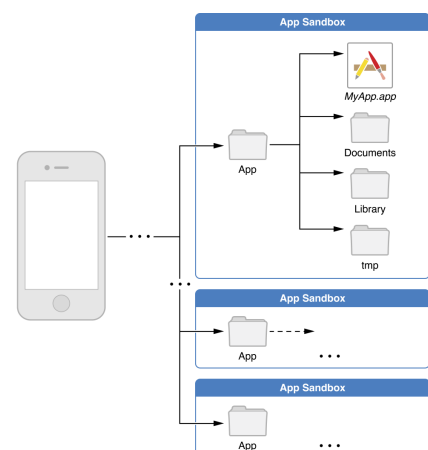 App Sandbox
MyApp.app
Documents
App
Library
tmp
App Sandbox
App
App Sandbox
App